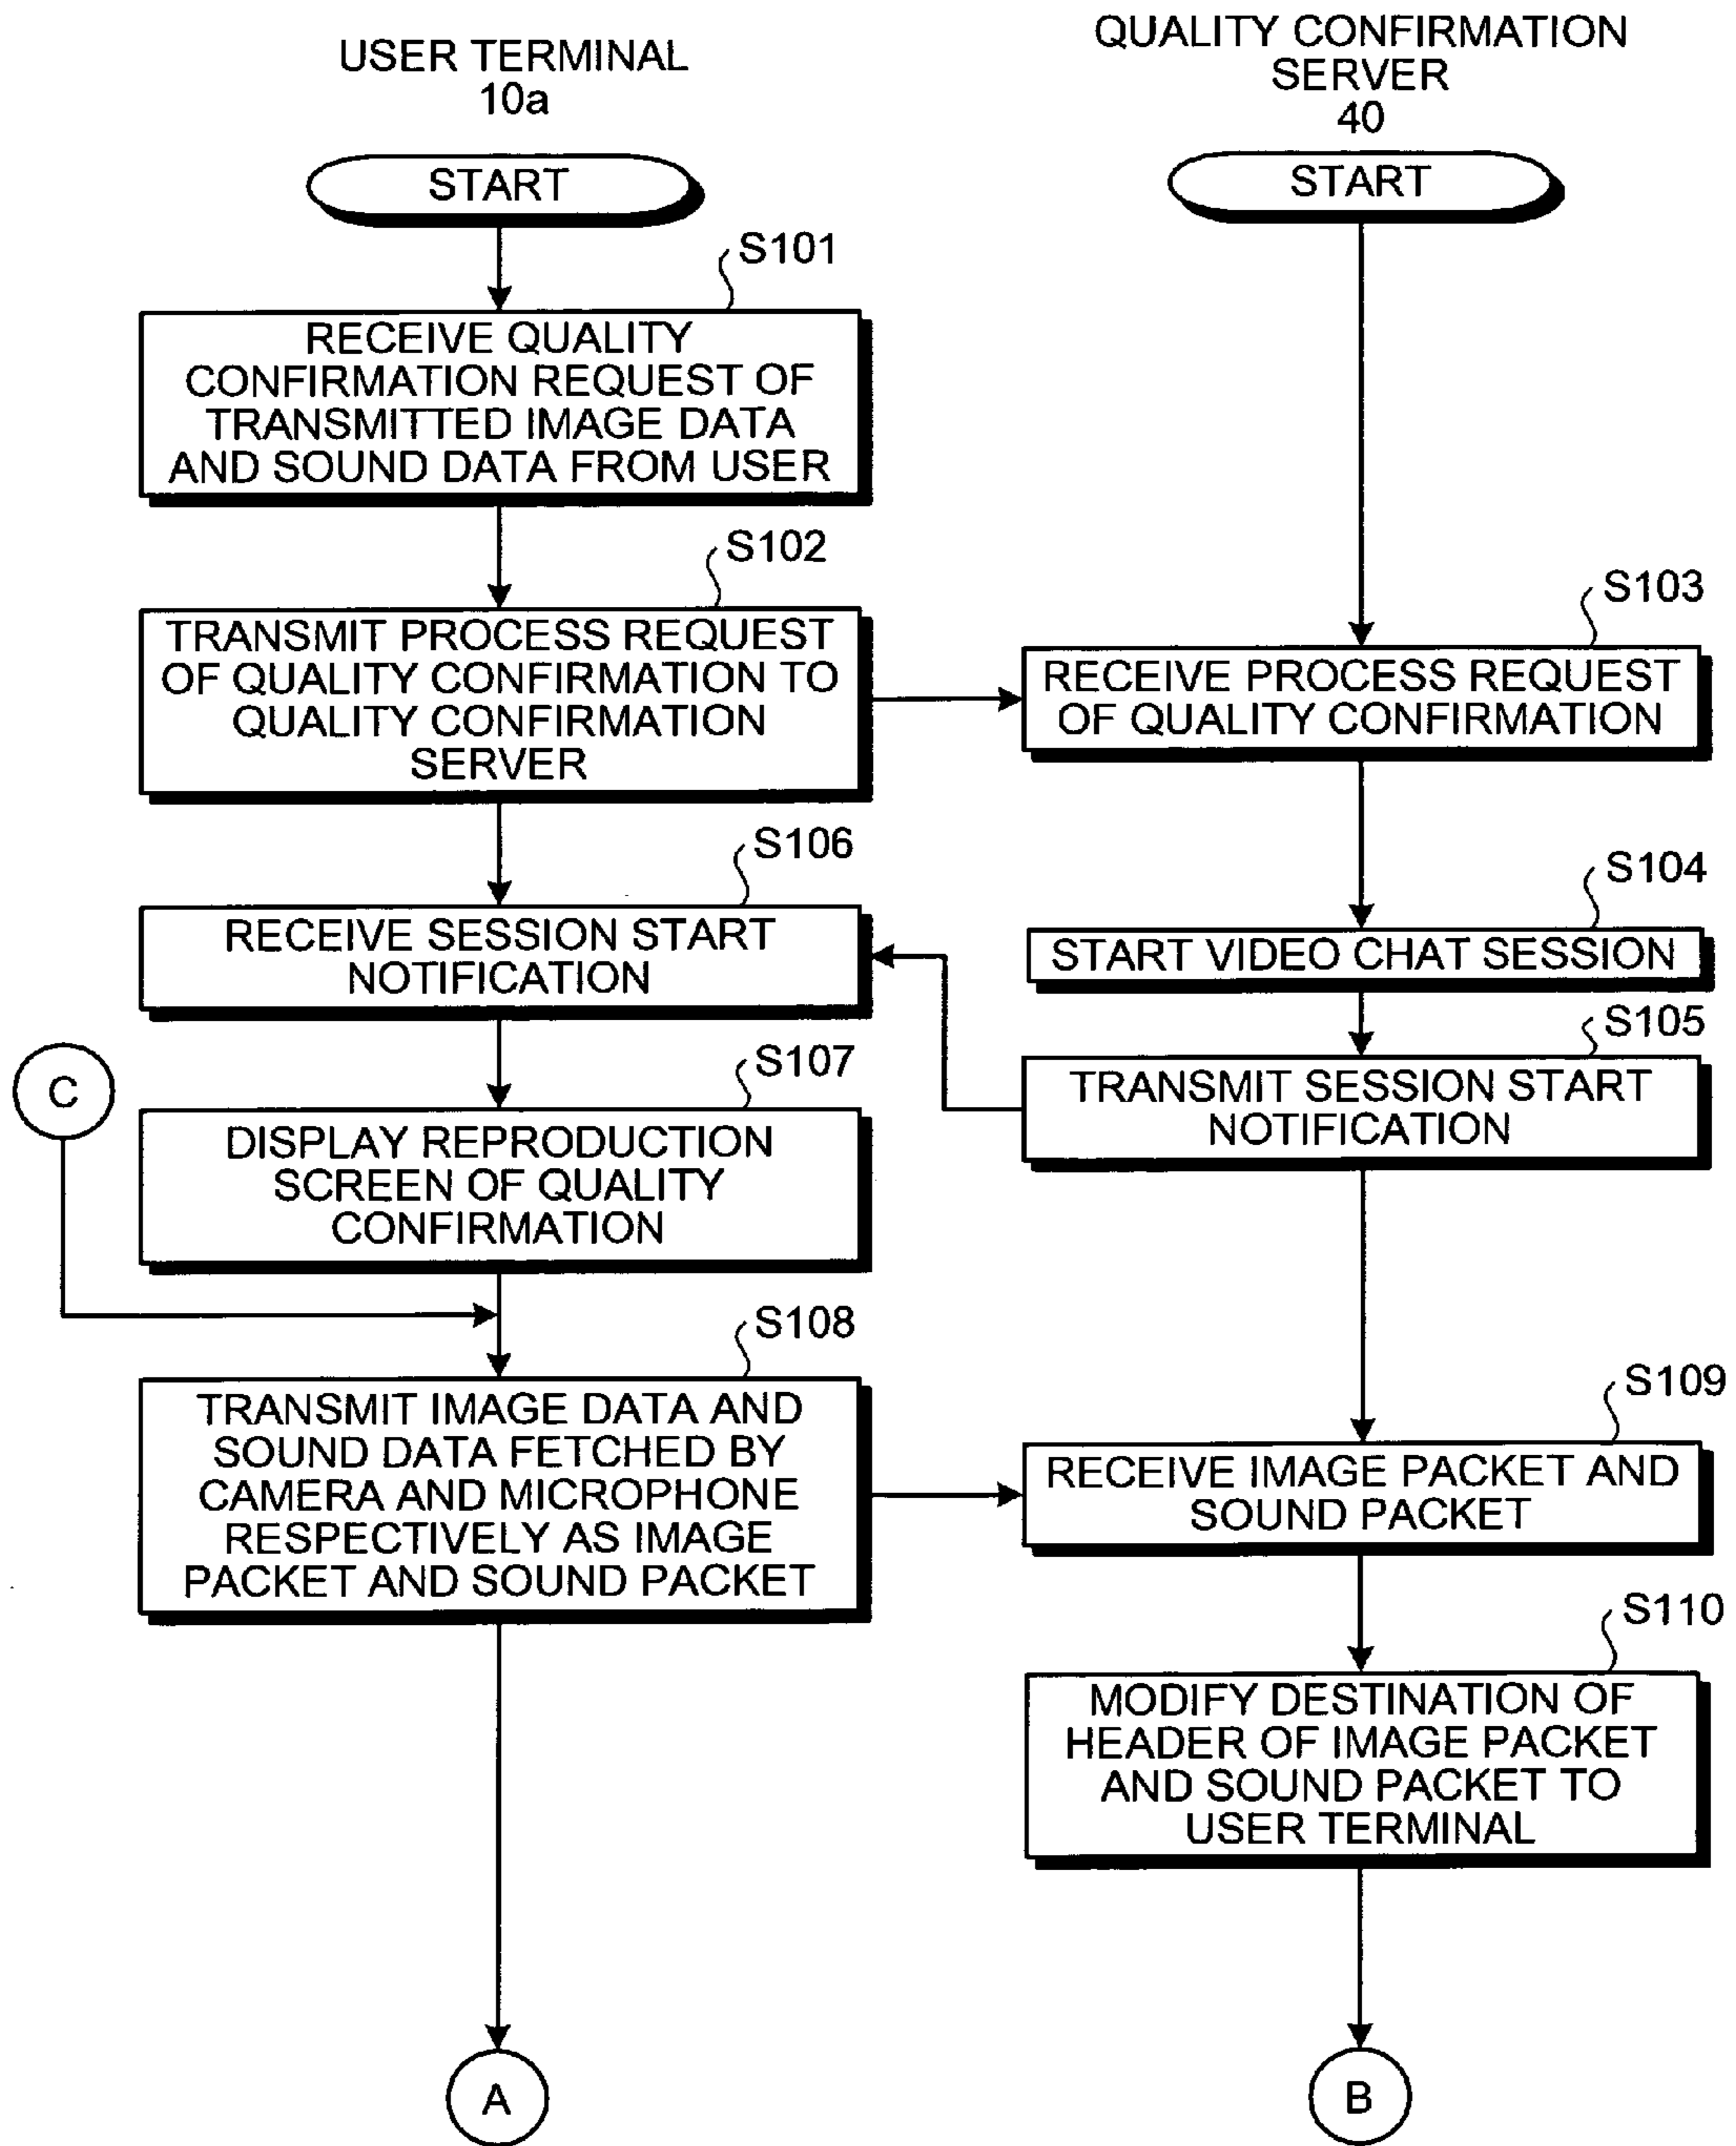 USER TERMINAL
10a
QUALITY CONFIRMATION
SERVER
40
START
START
S101
RECEIVE QUALITY
CONFIRMATION REQUEST OF
TRANSMITTED IMAGE DATA
AND SOUND DATA FROM USER
S102
TRANSMIT PROCESS REQUEST
OF QUALITY CONFIRMATION TO
QUALITY CONFIRMATION
SERVER
S103
RECEIVE PROCESS REQUEST
OF QUALITY CONFIRMATION
S104
START VIDEO CHAT SESSION
S105
TRANSMIT SESSION START
NOTIFICATION
S106
RECEIVE SESSION START
NOTIFICATION
C
S107
DISPLAY REPRODUCTION
SCREEN OF QUALITY
CONFIRMATION
S108
TRANSMIT IMAGE DATA AND
SOUND DATA FETCHED BY
CAMERA AND MICROPHONE
RESPECTIVELY AS IMAGE
PACKET AND SOUND PACKET
S109
RECEIVE IMAGE PACKET AND
SOUND PACKET
S110
MODIFY DESTINATION OF
HEADER OF IMAGE PACKET
AND SOUND PACKET TO
USER TERMINAL
A
B